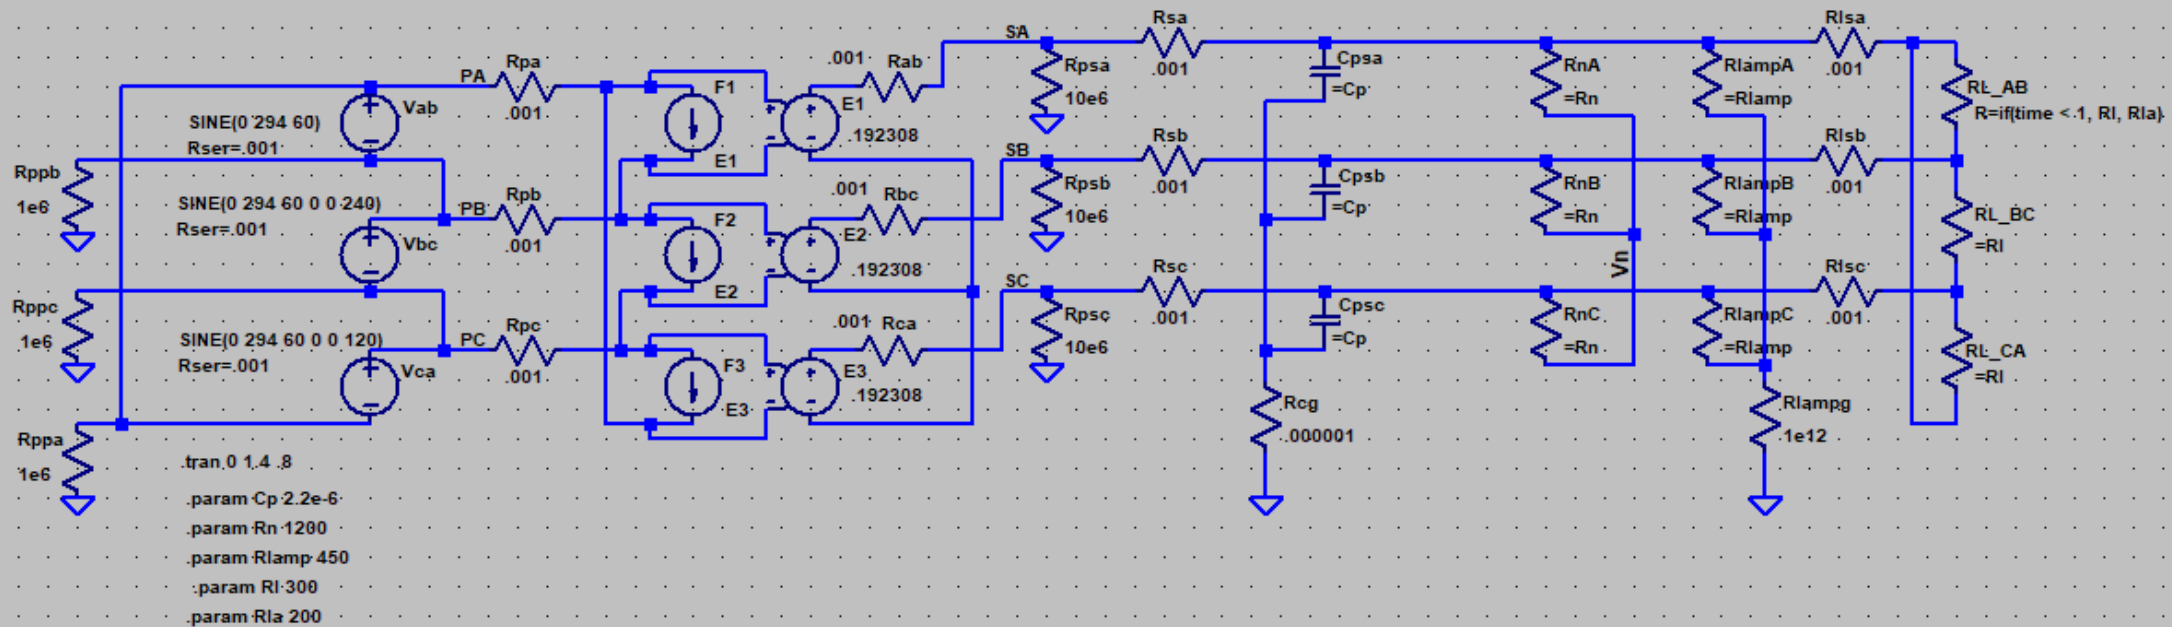 Rsa
.001
Rlsa
.001
SA
.001
Rab
Rpa
.001
PA
F1
E1
E1
.192308
Rpsa
10e6
Cpsa
=Cp
RnA
=Rn
RlampA
=Rlamp
RL_AB
R=if(time <.1, Rl, Rla)
Vab
SINE(0 294 60)
Rser=.001
Rppb
1e6
SB
Rsb
.001
Rlsb
.001
.001
Rbc
Rpb
.001
PB
SINE(0 294 60 0 0 240)
Rser=.001
Vbc
F2
E2
E2
.192308
Rpsb
10e6
Cpsb
=Cp
RnB
=Rn
RlampB
=Rlamp
RL_BC
=Rl
Vn
SC
Rsc
.001
Rlsc
.001
Rppc
1e6
.001
Rca
Rpc
.001
PC
SINE(0 294 60 0 0 120)
Rser=.001
Vca
F3
E3
E3
.192308
Rpsc
10e6
Cpsc
=Cp
RnC
=Rn
RlampC
=Rlamp
RL_CA
=Rl
Rcg
.000001
Rlampg
1e12
Rppa
1e6
.tran 0 1.4 .8
.param Cp 2.2e-6
.param Rn 1200
.param Rlamp 450
.param Rl 300
.param Rla 200